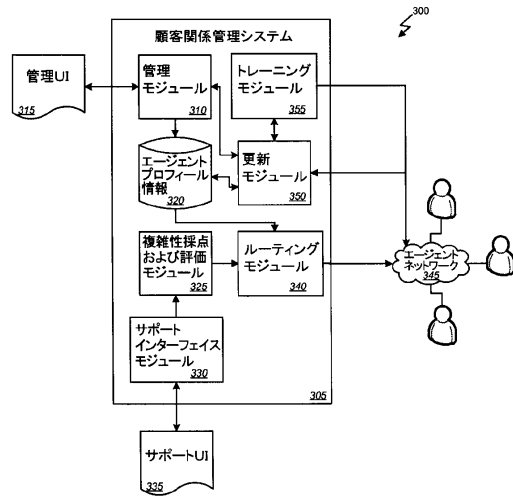 300
顧客関係管理システム
管理UI
315
管理
モジュール
310
トレーニング
モジュール
355
エージェント
プロフィール
情報
320
更新
モジュール
350
複雑性採点
および評価
モジュール
325
ルーティング
モジュール
340
エージェント
ネットワーク
345
サポート
インターフェイス
モジュール
330
305
サポートUI
335